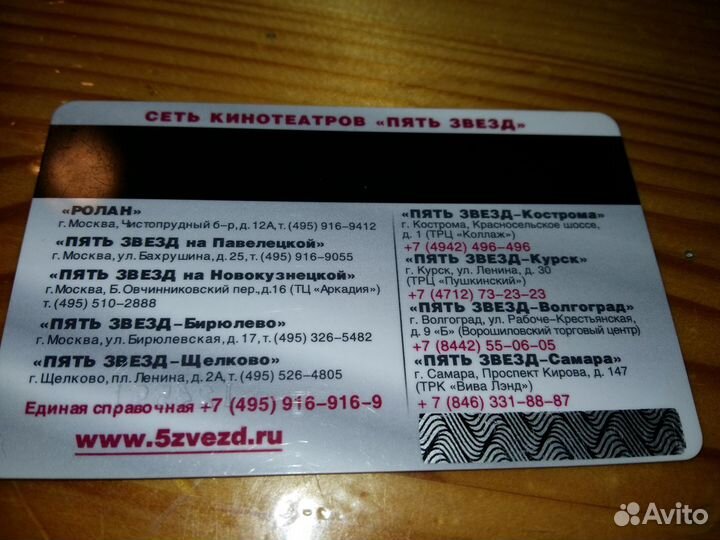 СЕТЬ КИНОТЕАТРОВ «ПЯТЬ ЗВЕЗД»
«РОЛАН»
г. Москва, Чистопрудный б-р, д. 12А, т. (495) 916-9412
«ПЯТЬ ЗВЕЗД на Павелецкой»
г. Москва, ул. Бахрушина, д. 25, т. (495) 916-9055
«ПЯТЬ ЗВЕЗД на Новокузнецкой»
г. Москва, Б. Овчинниковский пер., д.16 (ТЦ «Аркадия»)
т. (495) 510-2888
«ПЯТЬ ЗВЕЗД-Бирюлево»
г. Москва, ул. Бирюлевская, д. 17, т. (495) 326-5482
«ПЯТЬ ЗВЕЗД-Щелково»
г. Щелково, пл. Ленина, д. 2А, т. (495) 526-4805
Единая справочная +7 (495) 916-916-9
www.5zvezd.ru
«ПЯТЬ ЗВЕЗД-Кострома»
г. Кострома, Красносельское шоссе,
д. 1 (ТРЦ «Коллаж»)
+7 (4942) 496-496
«ПЯТЬ ЗВЕЗД-Курск»
г. Курск, ул. Ленина, д. 30
(ТРЦ «Пушкинский»)
+7 (4712) 73-23-23
«ПЯТЬ ЗВЕЗД-Волгоград»
г. Волгоград, ул. Рабоче-Крестьянская,
д. 9 «Б» (Ворошиловский торговый центр)
+7 (8442) 55-06-05
«ПЯТЬ ЗВЕЗД-Самара»
г. Самара, Проспект Кирова, д. 147
(ТРК «Вива Лэнд»)
+ 7 (846) 331-88-87
Avito